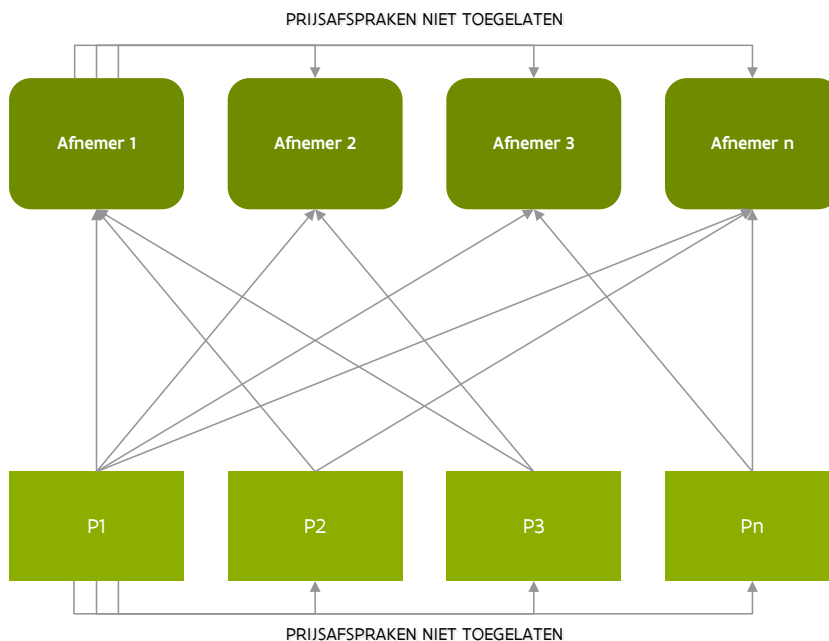 PRIJSAFSPRAKEN NIET TOEGELATEN
Afnemer 1
Afnemer 2
Afnemer 3
Afnemer n
P1
P2
P3
Pn
PRIJSAFSPRAKEN NIET TOEGELATEN